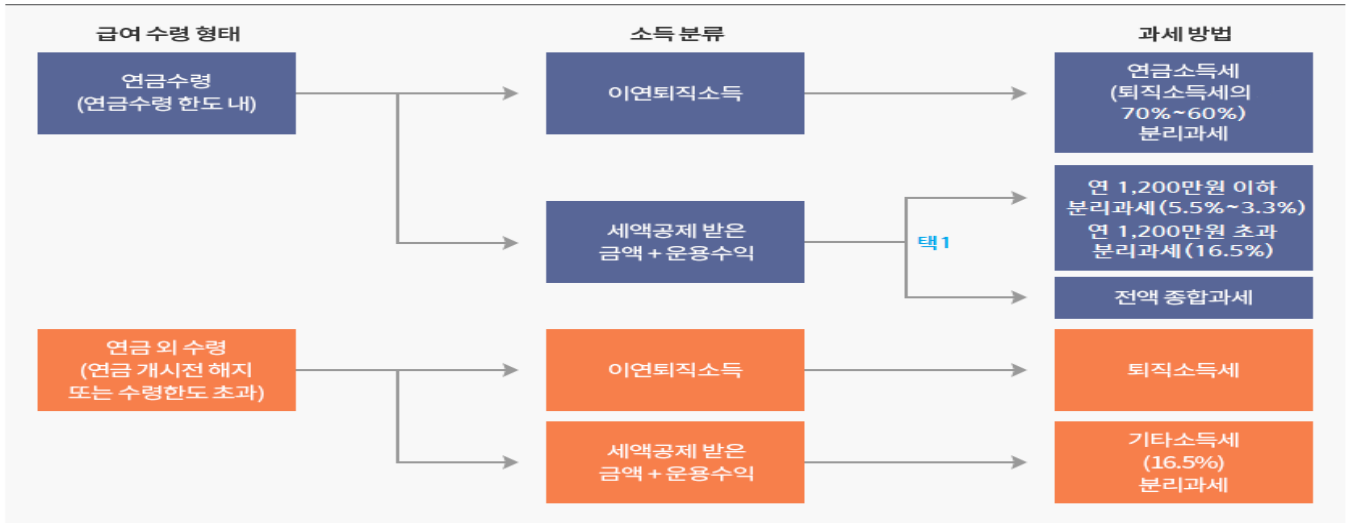 급여 수령 형태
소득 분류
과세 방법
연금수령
(연금수령 한도 내)
이연퇴직소득
연금소득세
(퇴직소득세의
70%~60%)
분리과세
세액공제 받은
금액 + 운용수익
택1
연 1,200만원 이하
분리과세 (5.5%~3.3%)
연 1,200만원 초과
분리과세 (16.5%)
전액 종합과세
연금 외 수령
(연금 개시전 해지
또는 수령한도 초과)
이연퇴직소득
퇴직소득세
세액공제 받은
금액 + 운용수익
기타소득세
(16.5%)
분리과세